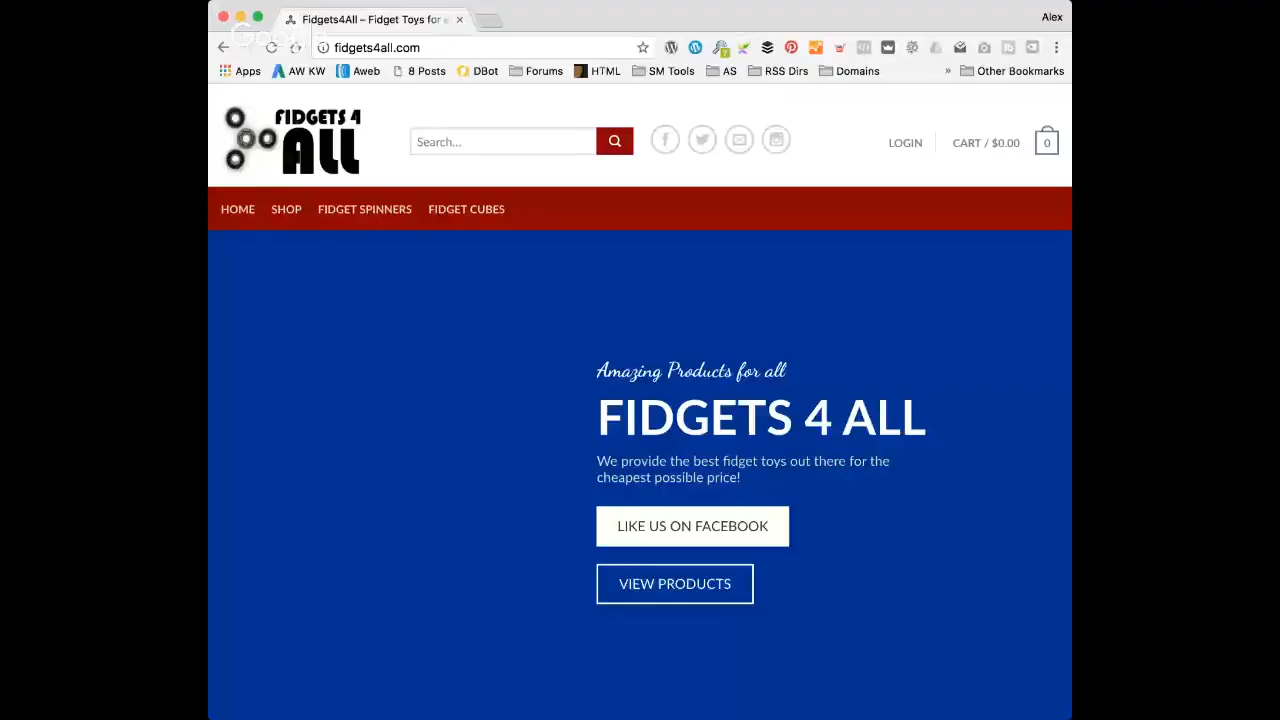 Fidgets4All – Fidget Toys for e
Alex
Google
fidgets4all.com
Apps AW KW Aweb 8 Posts DBot Forums HTML SM Tools AS RSS Dirs Domains » Other Bookmarks
FIDGETS 4
ALL
Search...
LOGIN
CART / $0.00
0
HOME SHOP FIDGET SPINNERS FIDGET CUBES
Amazing Products for all
FIDGETS 4 ALL
We provide the best fidget toys out there for the
cheapest possible price!
LIKE US ON FACEBOOK
VIEW PRODUCTS